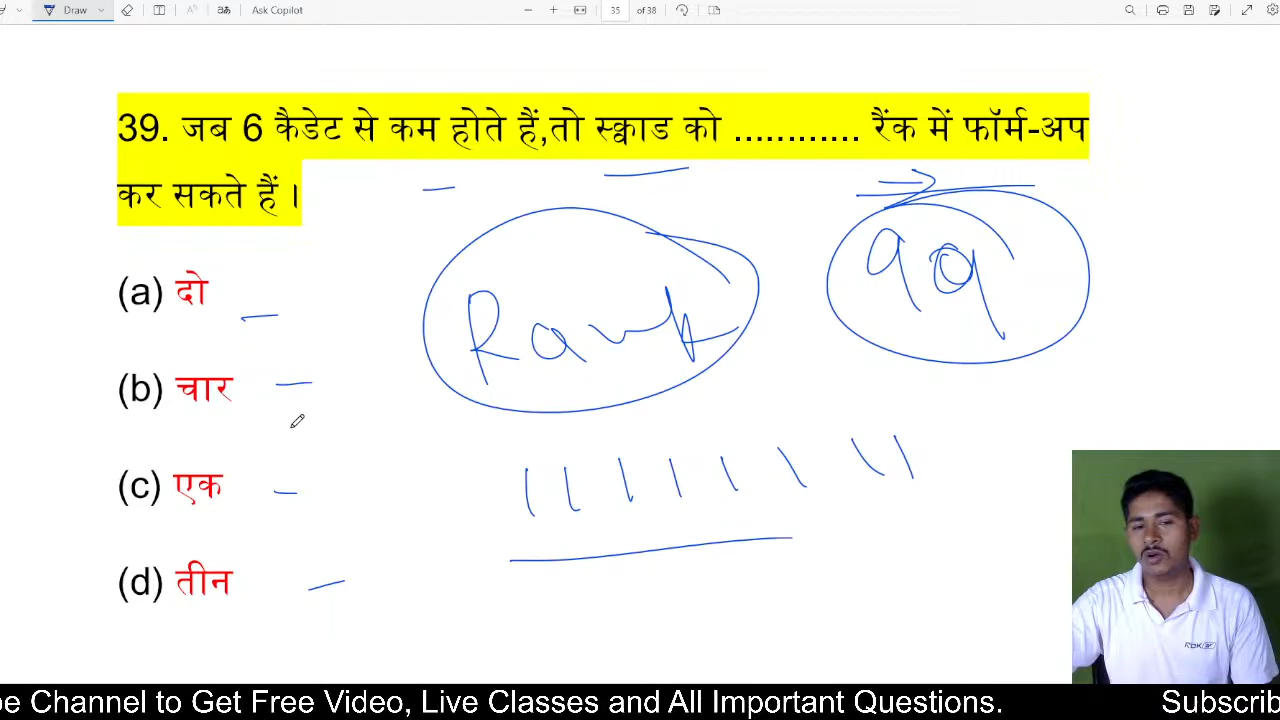 Draw
Ask Copilot
35 of 38
39. जब 6 कैडेट से कम होते हैं,तो स्क्वाड को ............ रैंक में फॉर्म-अप
कर सकते हैं ।
(a) दो
(b) चार
(c) एक
(d) तीन
Rank
be Channel to Get Free Video, Live Classes and All Important Questions. Subscrib